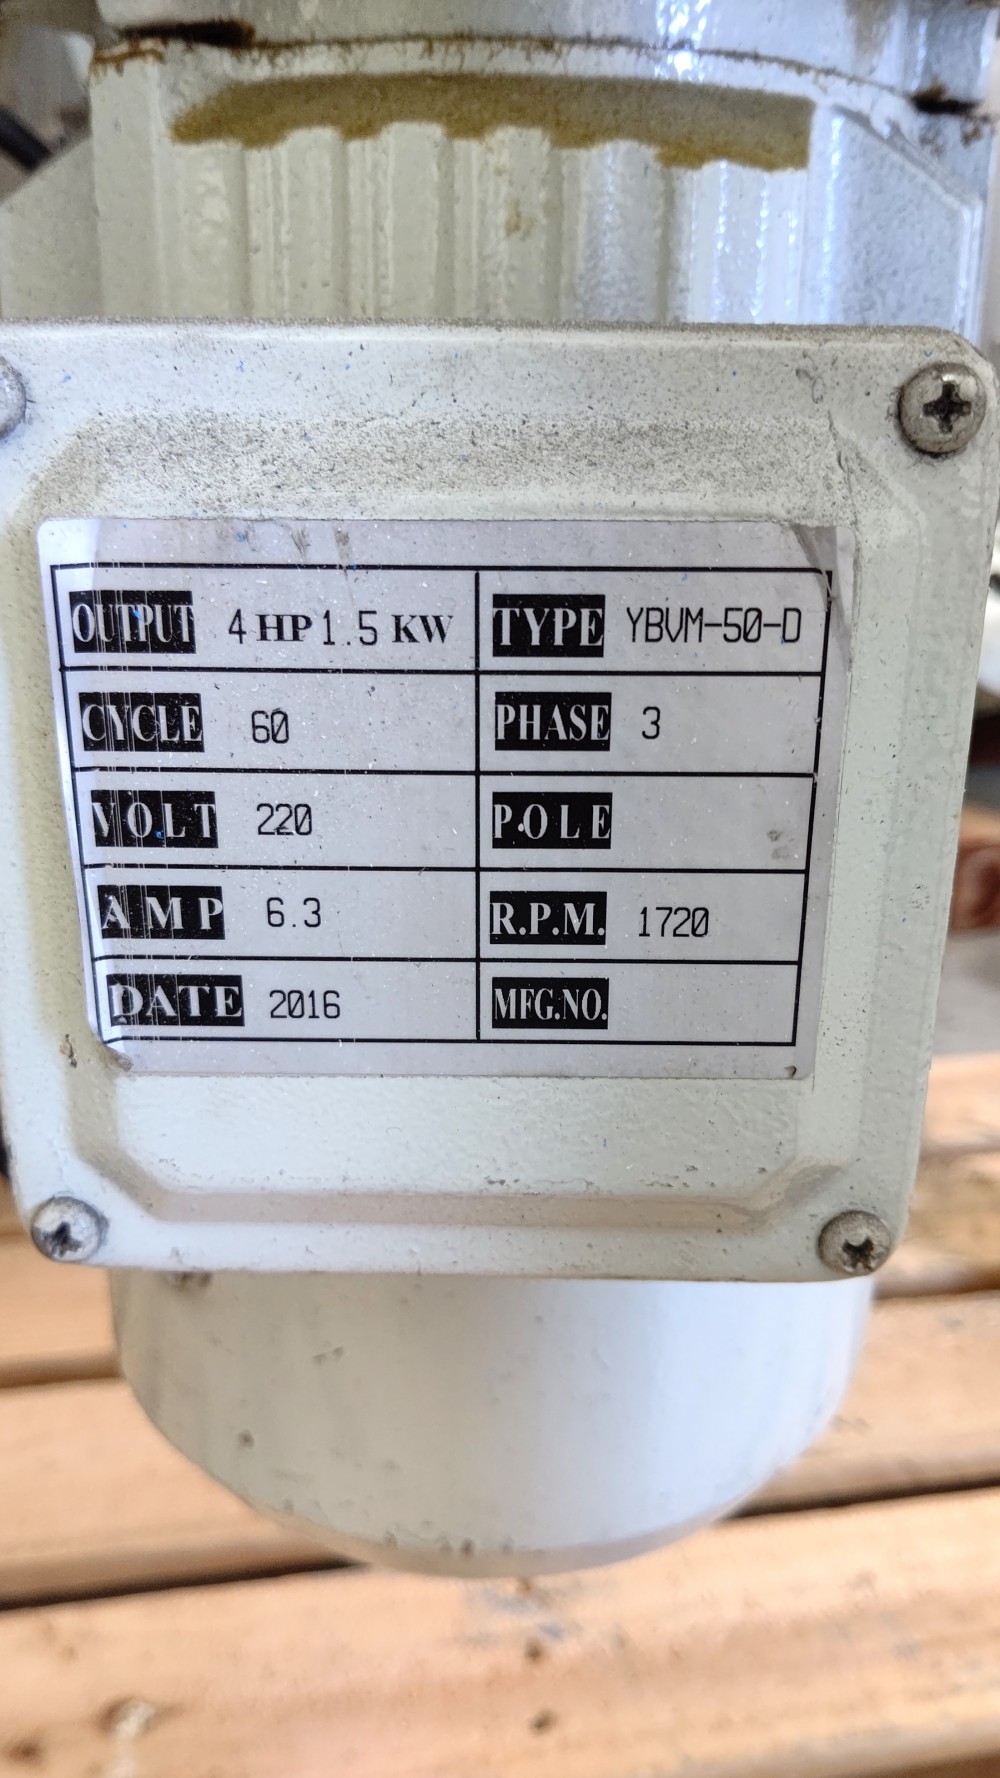 OUTPUT 4 HP 1.5 KW TYPE YBVM-50-D
CYCLE 60 PHASE 3
VOLT 220 POLE
AMP 6.3 R.P.M. 1720
DATE 2016 MFG.NO.